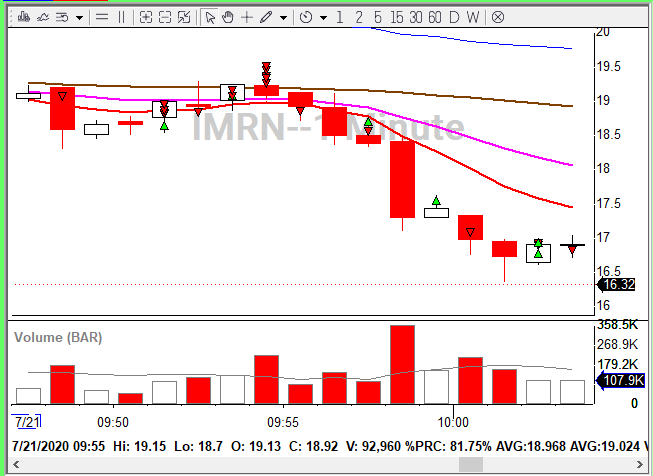 1 2 5 15 30 60 D W
20
19.5
19
IMRN--1 Minute
18.5
18
17.5
17
16.5
16.32
16
Volume (BAR)
358.5K
268.9K
179.2K
107.9K
0
7/21 09:50 09:55 10:00
7/21/2020 09:55 Hi: 19.15 Lo: 18.7 O: 19.13 C: 18.92 V: 92,960 %PRC: 81.75% AVG:18.968 AVG:19.024 V